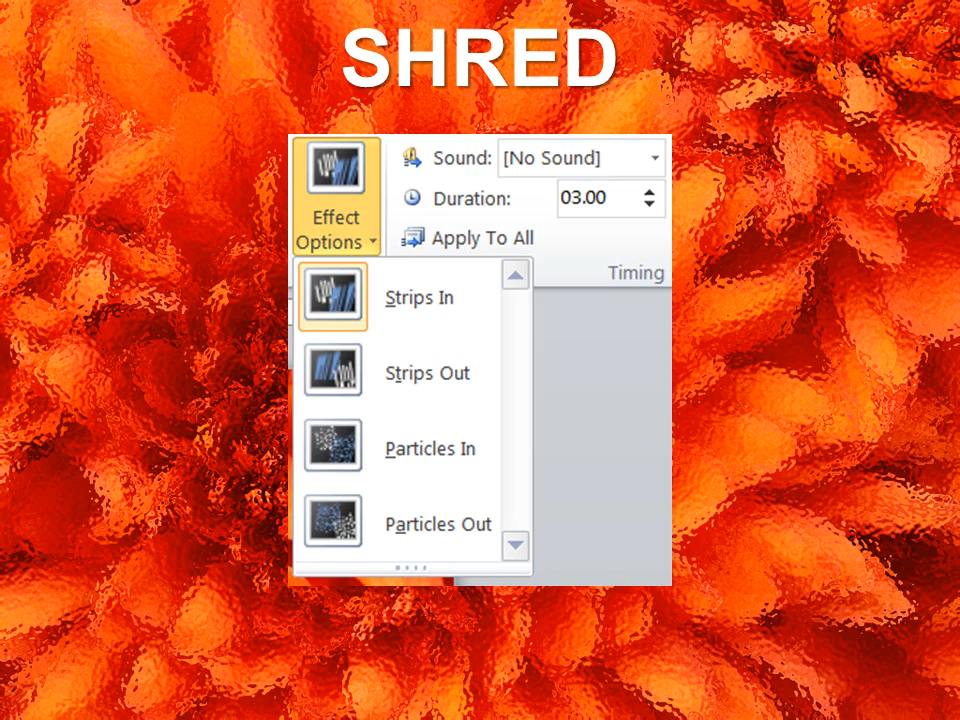 SHRED
Effect
Options
Sound: [No Sound]
Duration: 03.00
Apply To All
Timing
Strips In
Strips Out
Particles In
Particles Out